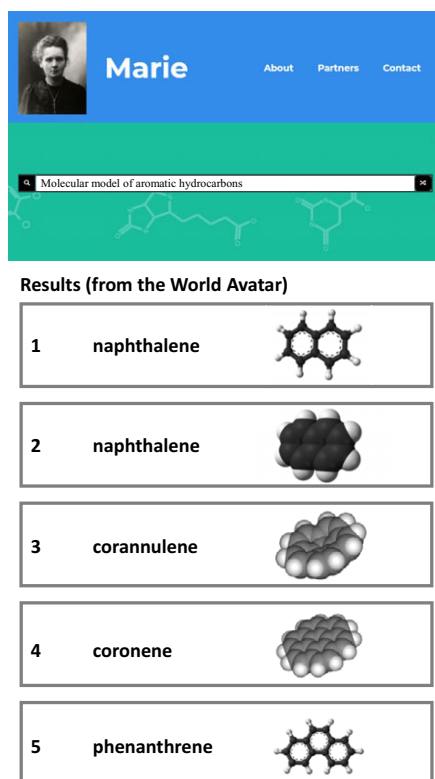 Marie
About Partners Contact
Molecular model of aromatic hydrocarbons
Results (from the World Avatar)
1 naphthalene
2 naphthalene
3 corannulene
4 coronene
5 phenanthrene